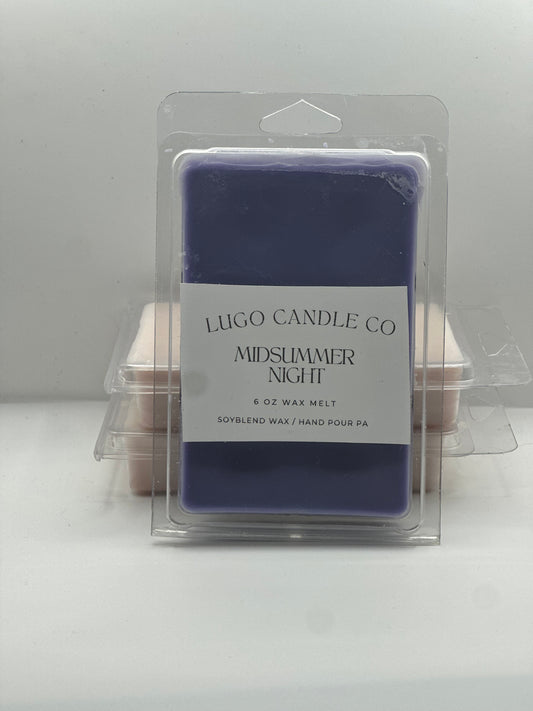 LUGO CANDLE CO
MIDSUMMER
NIGHT
6 OZ WAX MELT
SOYBLEND WAX / HAND POUR PA